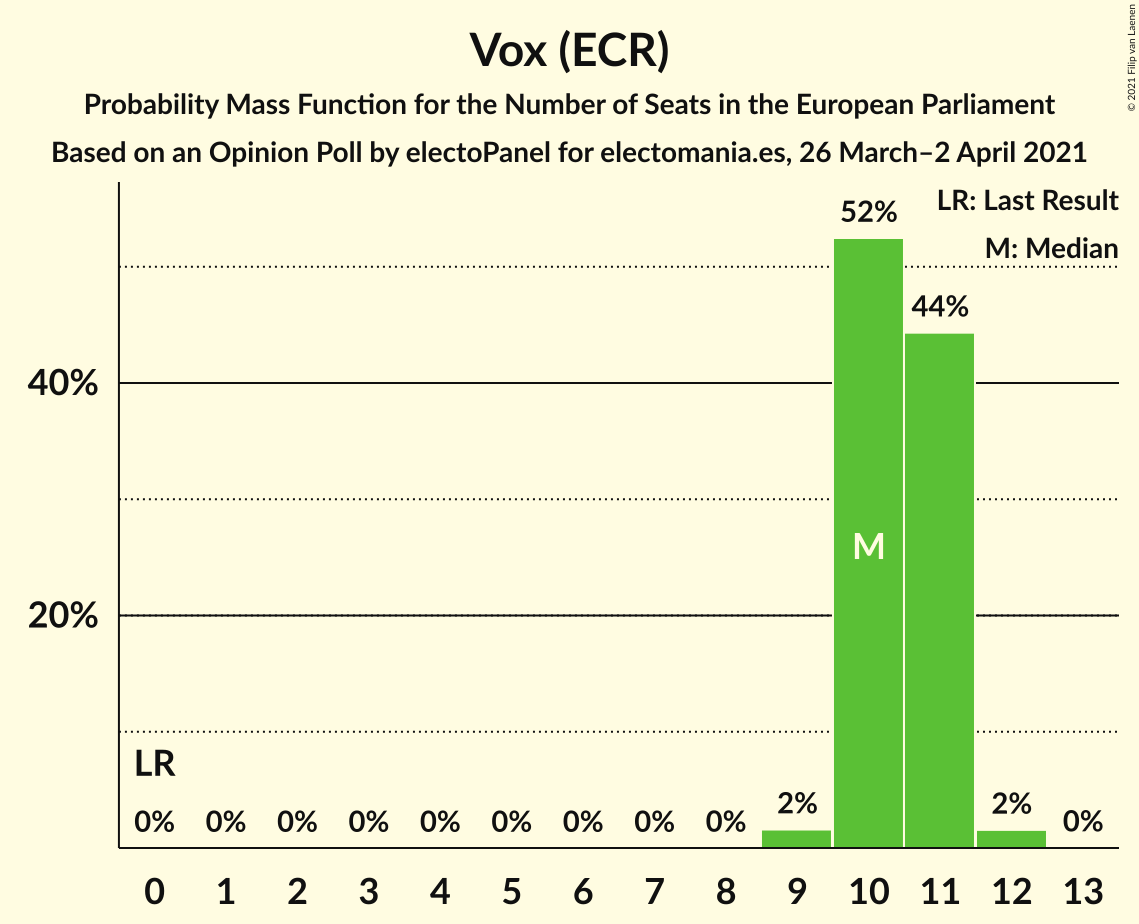 Vox (ECR)
Probability Mass Function for the Number of Seats in the European Parliament
Based on an Opinion Poll by electoPanel for electomania.es, 26 March–2 April 2021
© 2021 Filip van Laenen
LR: Last Result
M: Median
52%
44%
40%
M
20%
LR
0% 0% 0% 0% 0% 0% 0% 0% 0% 2% 2% 0%
0 1 2 3 4 5 6 7 8 9 10 11 12 13